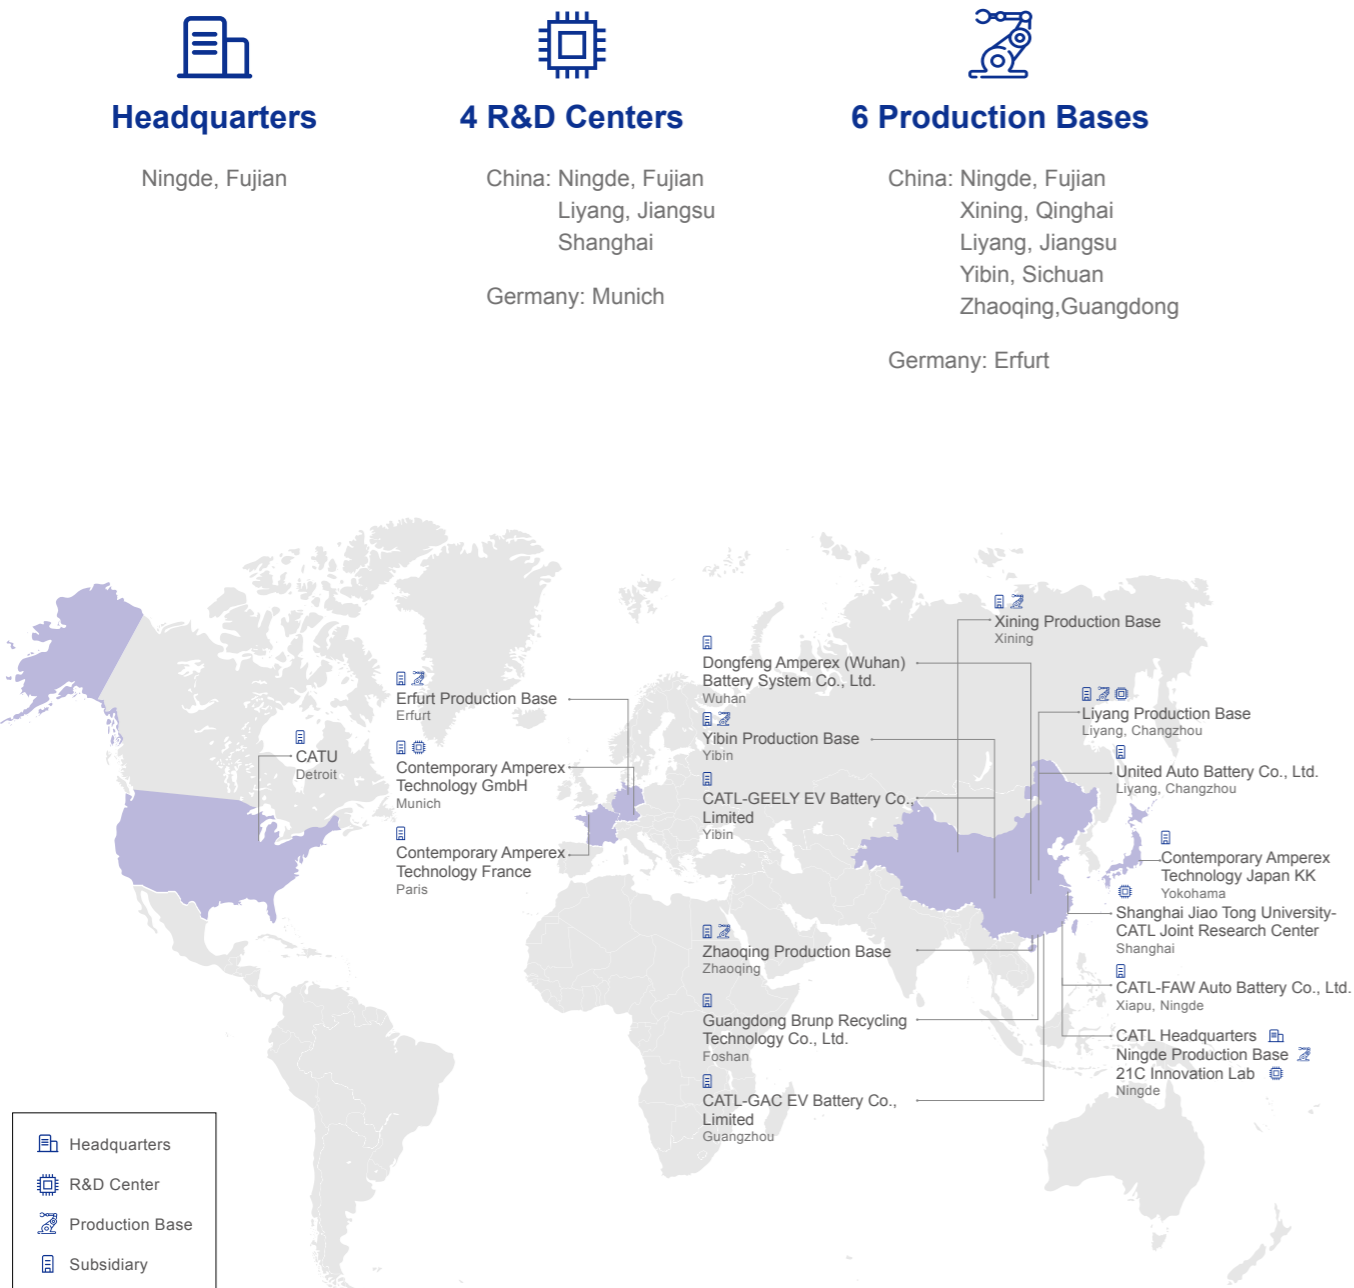 Headquarters
Ningde, Fujian
4 R&D Centers
China: Ningde, Fujian
Liyang, Jiangsu
Shanghai
Germany: Munich
6 Production Bases
China: Ningde, Fujian
Xining, Qinghai
Liyang, Jiangsu
Yibin, Sichuan
Zhaoqing,Guangdong
Germany: Erfurt
CATU
Detroit
Erfurt Production Base
Erfurt
Contemporary Amperex
Technology GmbH
Munich
Contemporary Amperex
Technology France
Paris
Dongfeng Amperex (Wuhan)
Battery System Co., Ltd.
Wuhan
Yibin Production Base
Yibin
CATL-GEELY EV Battery Co.,
Limited
Yibin
Zhaoqing Production Base
Zhaoqing
Guangdong Brunp Recycling
Technology Co., Ltd.
Foshan
CATL-GAC EV Battery Co.,
Limited
Guangzhou
Xining Production Base
Xining
Liyang Production Base
Liyang, Changzhou
United Auto Battery Co., Ltd.
Liyang, Changzhou
Contemporary Amperex
Technology Japan KK
Yokohama
Shanghai Jiao Tong University-
CATL Joint Research Center
Shanghai
CATL-FAW Auto Battery Co., Ltd.
Xiapu, Ningde
CATL Headquarters
Ningde Production Base
21C Innovation Lab
Ningde
Headquarters
R&D Center
Production Base
Subsidiary